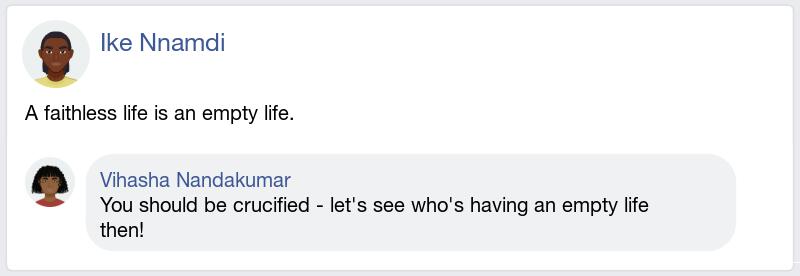 Ike Nnamdi
A faithless life is an empty life.
Vihasha Nandakumar
You should be crucified - let's see who's having an empty life
then!